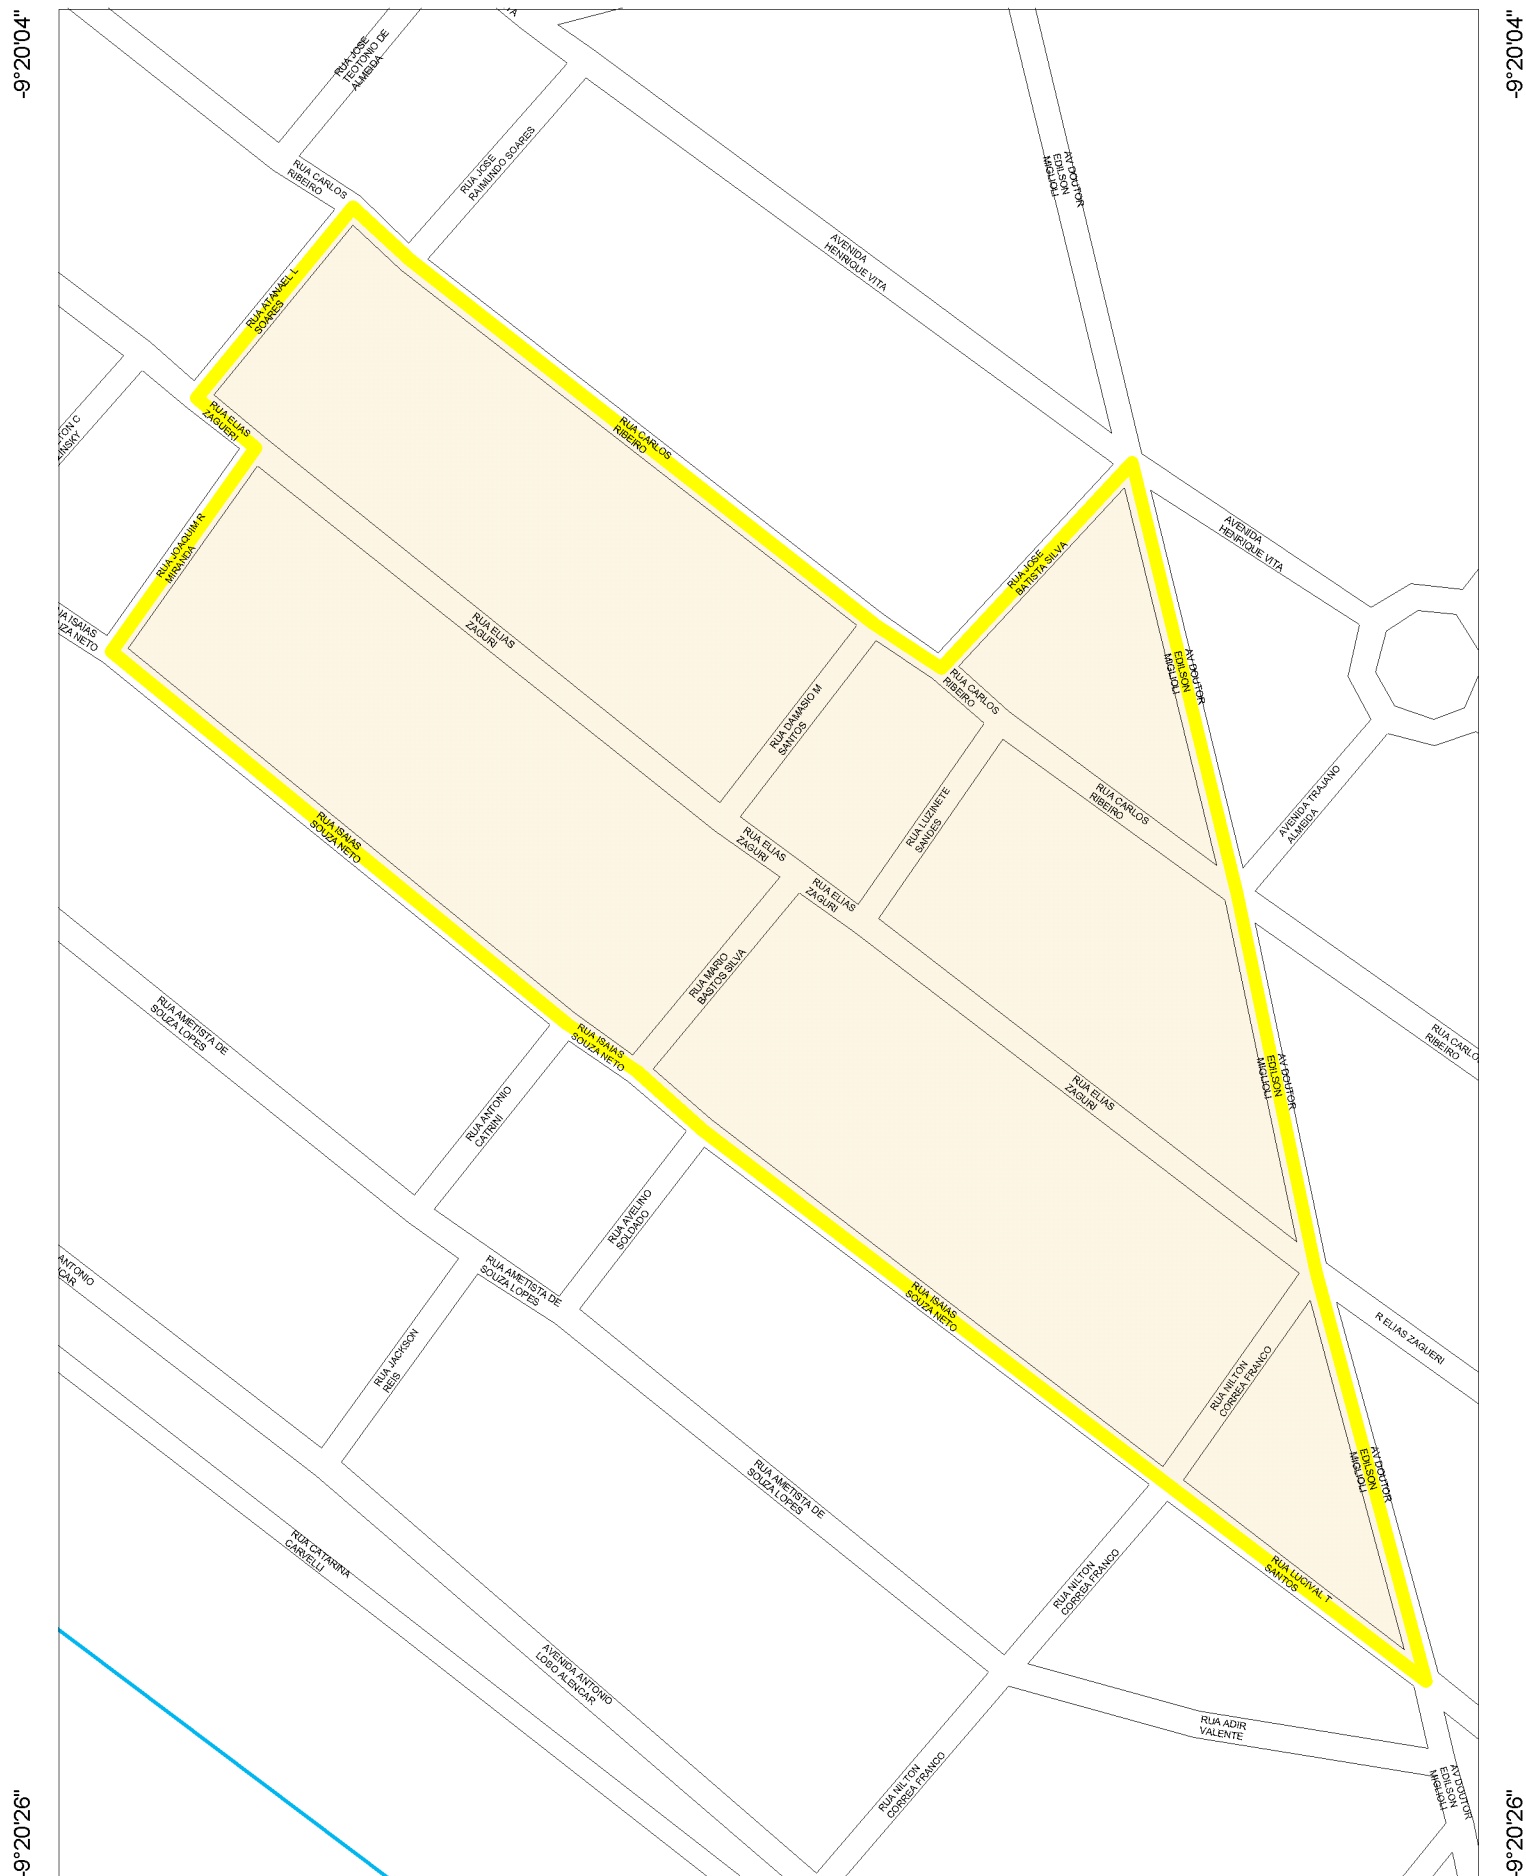 -9°20'04"
-9°20'04"
RUA JOSE
TEOTONIO DE
ALMEIDA
RUA CARLOS
RIBEIRO
RUA JOSE
RAIMUNDO SOARES
AV DOUTOR
EDILSON
MIGLIOLI
AVENIDA
HENRIQUE VITA
RUA ATANAEL L
SOARES
RUA ELIAS
ZAGUERI
RUA CARLOS
RIBEIRO
AVENIDA
HENRIQUE VITA
RUA JOAQUIM R
MIRANDA
RUA JOSE
BATISTA SILVA
RUA ELIAS
ZAGURI
AV DOUTOR
EDILSON
MIGLIOLI
RUA CARLOS
RIBEIRO
RUA DAMASIO M
SANTOS
RUA LUZINETE
SANDES
RUA CARLOS
RIBEIRO
AVENIDA TRAJANO
ALMEIDA
RUA ISAIAS
SOUZA NETO
RUA ELIAS
ZAGURI
RUA ELIAS
ZAGURI
RUA MARIO
BASTOS SILVA
RUA AMETISTA DE
SOUZA LOPES
RUA ISAIAS
SOUZA NETO
RUA CARLO
RIBEIRO
RUA ELIAS
ZAGURI
AV DOUTOR
EDILSON
MIGLIOLI
RUA ANTONIO
CATRINI
RUA AVELINO
SOLDADO
ANTONIO
CAR
RUA AMETISTA DE
SOUZA LOPES
RUA ISAIAS
SOUZA NETO
R ELIAS ZAGUERI
RUA JACKSON
REIS
RUA NILTON
CORREA FRANCO
AV DOUTOR
EDILSON
MIGLIOLI
RUA AMETISTA DE
SOUZA LOPES
RUA CATARINA
CARVELLI
RUA NILTON
CORREA FRANCO
RUA LUCIVAL T
SANTOS
AVENIDA ANTONIO
LOBO ALENCAR
RUA ADIR
VALENTE
RUA NILTON
CORREA FRANCO
AV DOUTOR
EDILSON
MIGLIOLI
-9°20'26"
-9°20'26"